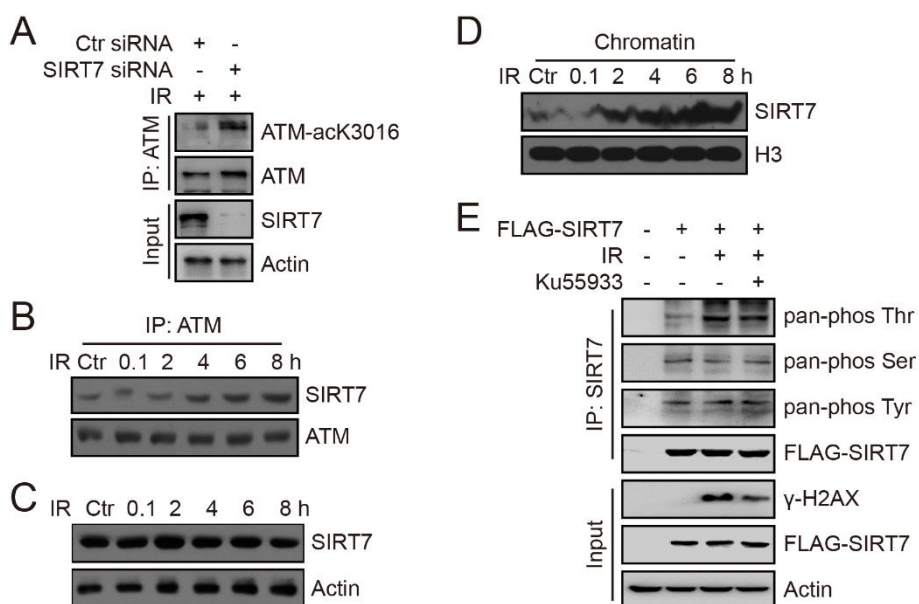 A
Ctr siRNA + -
SIRT7 siRNA - +
IR + +
IP: ATM
ATM-acK3016
ATM
Input
SIRT7
Actin
B
IP: ATM
IR Ctr 0.1 2 4 6 8 h
SIRT7
ATM
C
IR Ctr 0.1 2 4 6 8 h
SIRT7
Actin
D
Chromatin
IR Ctr 0.1 2 4 6 8 h
SIRT7
H3
E
FLAG-SIRT7 - + + +
IR - - + +
Ku55933 - - - +
IP: SIRT7
pan-phos Thr
pan-phos Ser
pan-phos Tyr
FLAG-SIRT7
Input
γ-H2AX
FLAG-SIRT7
Actin